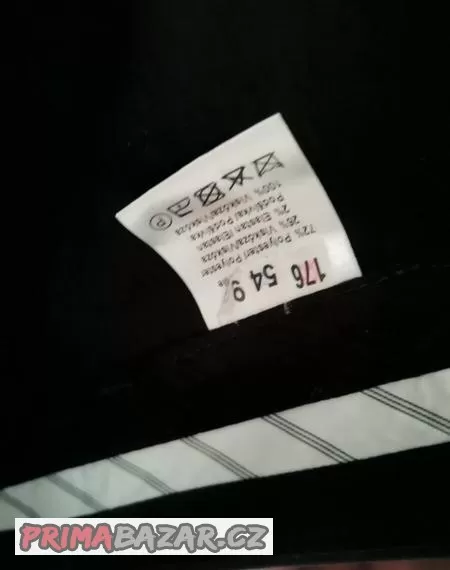 176 54 9
72% Polyester/ Polyester
26% Viskóza/Viskóza
2% Elastan /Elastan
Podšívka/ Podšívka
100% Viskóza/Viskóza
P
PRIMABAZAR.CZ